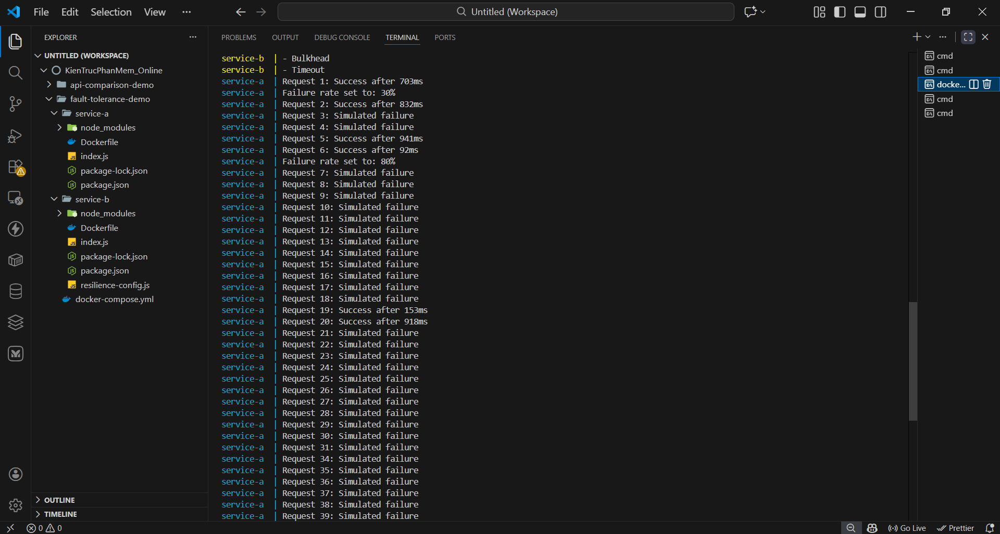 File Edit Selection View ··· Untitled (Workspace)
EXPLORER ···
UNTITLED (WORKSPACE)
KienTrucPhanMem_Online
api-comparison-demo
fault-tolerance-demo
service-a
node_modules
Dockerfile
index.js
package-lock.json
package.json
service-b
node_modules
Dockerfile
index.js
package-lock.json
package.json
resilience-config.js
docker-compose.yml
OUTLINE
TIMELINE
PROBLEMS OUTPUT DEBUG CONSOLE TERMINAL PORTS
service-b | - Bulkhead
service-b | - Timeout
service-a | Request 1: Success after 703ms
service-a | Failure rate set to: 30%
service-a | Request 2: Success after 832ms
service-a | Request 3: Simulated failure
service-a | Request 4: Simulated failure
service-a | Request 5: Success after 941ms
service-a | Request 6: Success after 92ms
service-a | Failure rate set to: 80%
service-a | Request 7: Simulated failure
service-a | Request 8: Simulated failure
service-a | Request 9: Simulated failure
service-a | Request 10: Simulated failure
service-a | Request 11: Simulated failure
service-a | Request 12: Simulated failure
service-a | Request 13: Simulated failure
service-a | Request 14: Simulated failure
service-a | Request 15: Simulated failure
service-a | Request 16: Simulated failure
service-a | Request 17: Simulated failure
service-a | Request 18: Simulated failure
service-a | Request 19: Success after 153ms
service-a | Request 20: Success after 918ms
service-a | Request 21: Simulated failure
service-a | Request 22: Simulated failure
service-a | Request 23: Simulated failure
service-a | Request 24: Simulated failure
service-a | Request 25: Simulated failure
service-a | Request 26: Simulated failure
service-a | Request 27: Simulated failure
service-a | Request 28: Simulated failure
service-a | Request 29: Simulated failure
service-a | Request 30: Simulated failure
service-a | Request 31: Simulated failure
service-a | Request 34: Simulated failure
service-a | Request 35: Simulated failure
service-a | Request 36: Simulated failure
service-a | Request 37: Simulated failure
service-a | Request 38: Simulated failure
service-a | Request 39: Simulated failure
cmd
cmd
docke...
cmd
cmd
0 0 Go Live Prettier